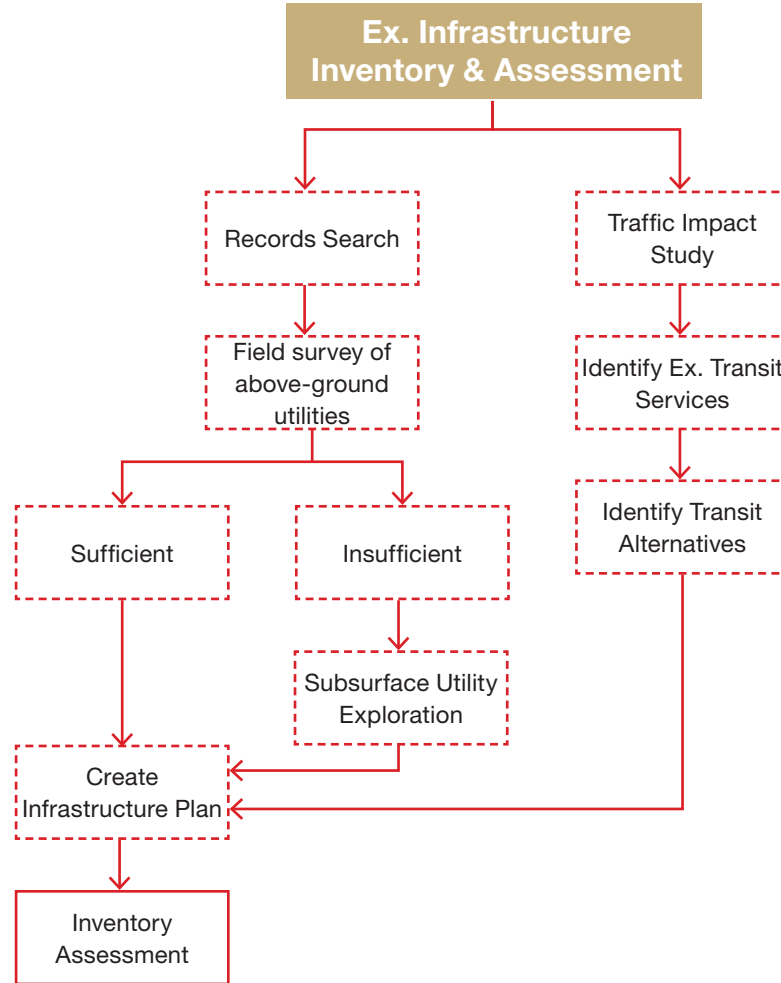 Ex. Infrastructure
Inventory & Assessment
Records Search
Traffic Impact
Study
Field survey of
above-ground
utilities
Identify Ex. Transit
Services
Sufficient
Insufficient
Identify Transit
Alternatives
Subsurface Utility
Exploration
Create
Infrastructure Plan
Inventory
Assessment